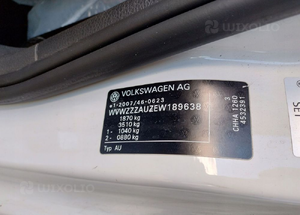 VOLKSWAGEN AG
e1*2007/46*0623
WVWZZZAUZEW189638
1870 kg
3510 kg
1 - 1040 kg
2 - 0880 kg
Typ AU
CHHA 1260
4532391